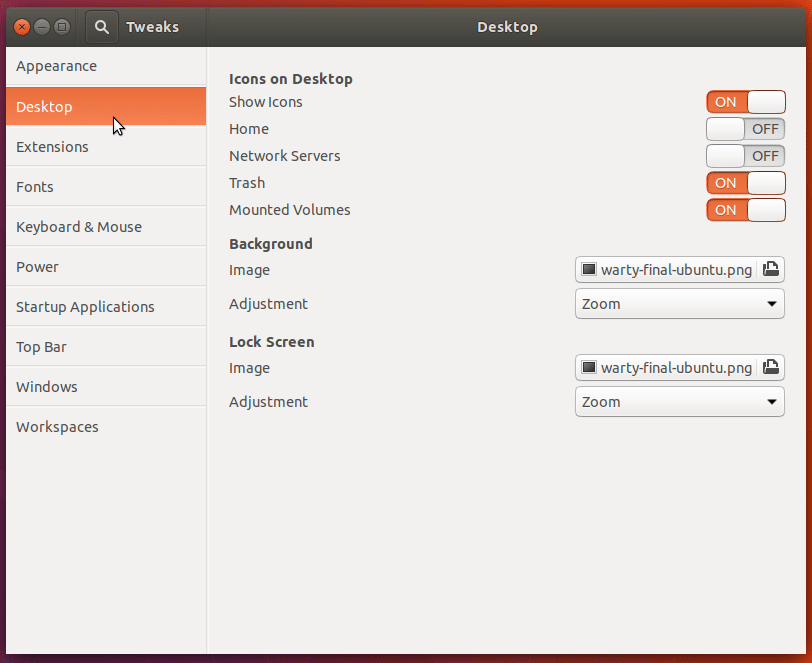 Tweaks
Desktop
Appearance
Desktop
Extensions
Fonts
Keyboard & Mouse
Power
Startup Applications
Top Bar
Windows
Workspaces
Icons on Desktop
Show Icons ON
Home OFF
Network Servers OFF
Trash ON
Mounted Volumes ON
Background
Image warty-final-ubuntu.png
Adjustment Zoom
Lock Screen
Image warty-final-ubuntu.png
Adjustment Zoom